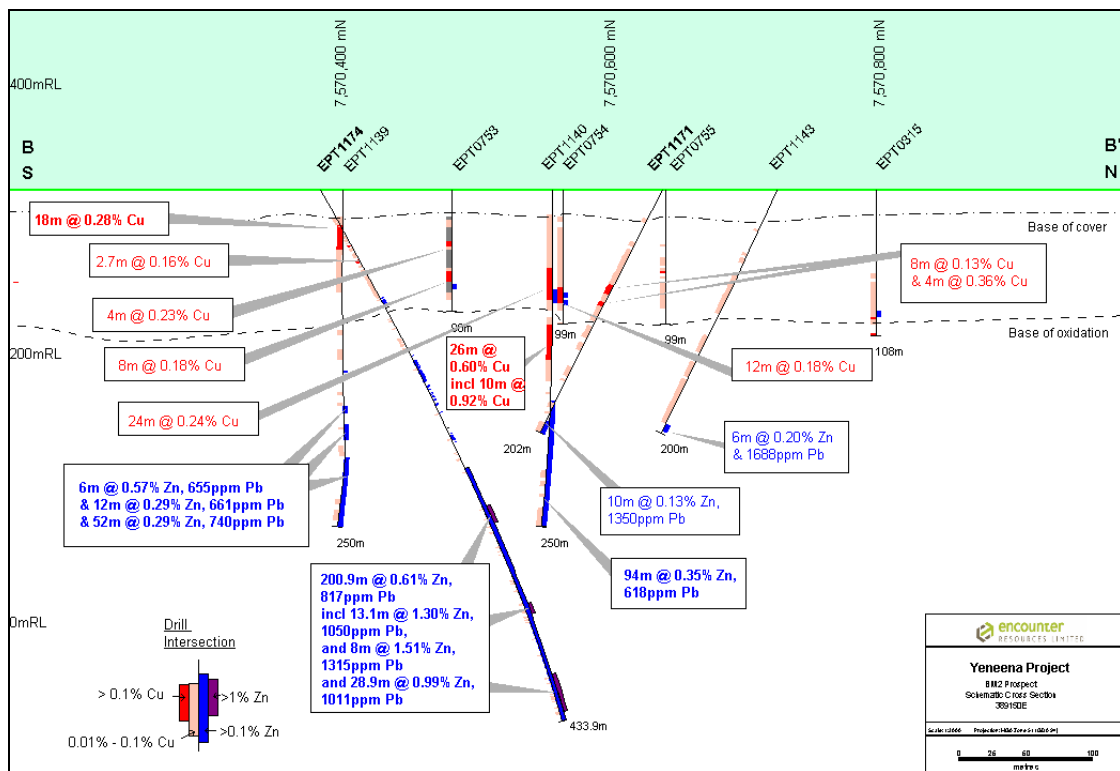 7,570,400 mN
7,570,600 mN
7,570,800 mN
400mRL
B
S
EPT1174
EPT1139
EPT0753
EPT1140
EPT0754
EPT1171
EPT0755
EPT1143
EPT0315
B'
N
18m @ 0.28% Cu
Base of cover
2.7m @ 0.16% Cu
8m @ 0.13% Cu
& 4m @ 0.36% Cu
4m @ 0.23% Cu
90m
99m
99m
108m
Base of oxidation
200mRL
8m @ 0.18% Cu
26m @
0.60% Cu
incl 10m @
0.92% Cu
12m @ 0.18% Cu
24m @ 0.24% Cu
202m
200m
6m @ 0.20% Zn
& 1688ppm Pb
6m @ 0.57% Zn, 655ppm Pb
& 12m @ 0.29% Zn, 661ppm Pb
& 52m @ 0.29% Zn, 740ppm Pb
10m @ 0.13% Zn,
1350ppm Pb
250m
250m
94m @ 0.35% Zn,
618ppm Pb
200.9m @ 0.61% Zn,
817ppm Pb
incl 13.1m @ 1.30% Zn,
1050ppm Pb,
and 8m @ 1.51% Zn,
1315ppm Pb
and 28.9m @ 0.99% Zn,
1011ppm Pb
433.9m
0mRL
Drill
Intersection
> 0.1% Cu
>1% Zn
0.01% - 0.1% Cu
>0.1% Zn
encounter
RESOURCES LIMITED
Yeneena Project
BM2 Prospect
Schematic Cross Section
0
50
100
metres